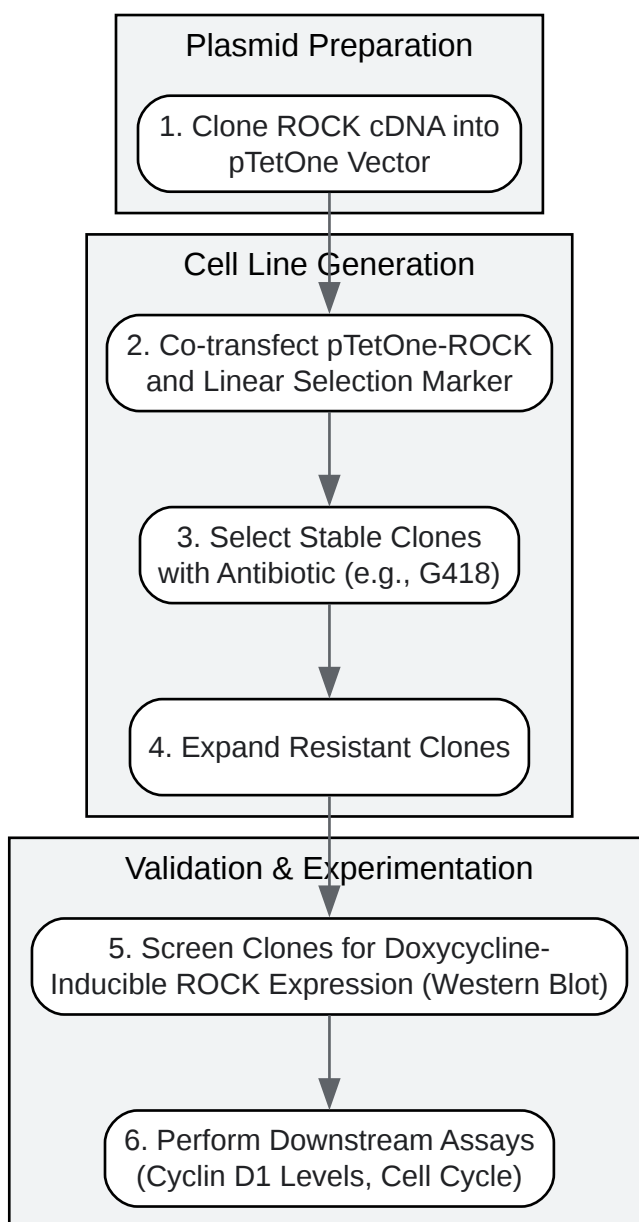 Plasmid Preparation
1. Clone ROCK cDNA into
pTetOne Vector
Cell Line Generation
2. Co-transfect pTetOne-ROCK
and Linear Selection Marker
3. Select Stable Clones
with Antibiotic (e.g., G418)
4. Expand Resistant Clones
Validation & Experimentation
5. Screen Clones for Doxycycline-
Inducible ROCK Expression (Western Blot)
6. Perform Downstream Assays
(Cyclin D1 Levels, Cell Cycle)